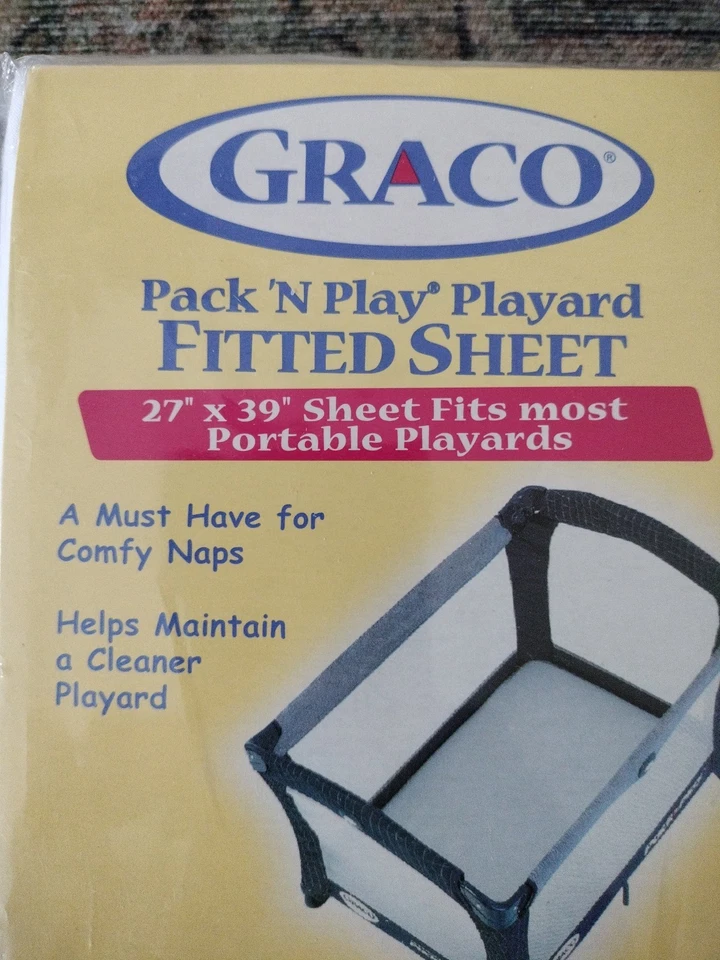 GRACO®
Pack 'N Play® Playard
FITTED SHEET
27" x 39" Sheet Fits most
Portable Playards
A Must Have for
Comfy Naps
Helps Maintain
a Cleaner
Playard
GRACO